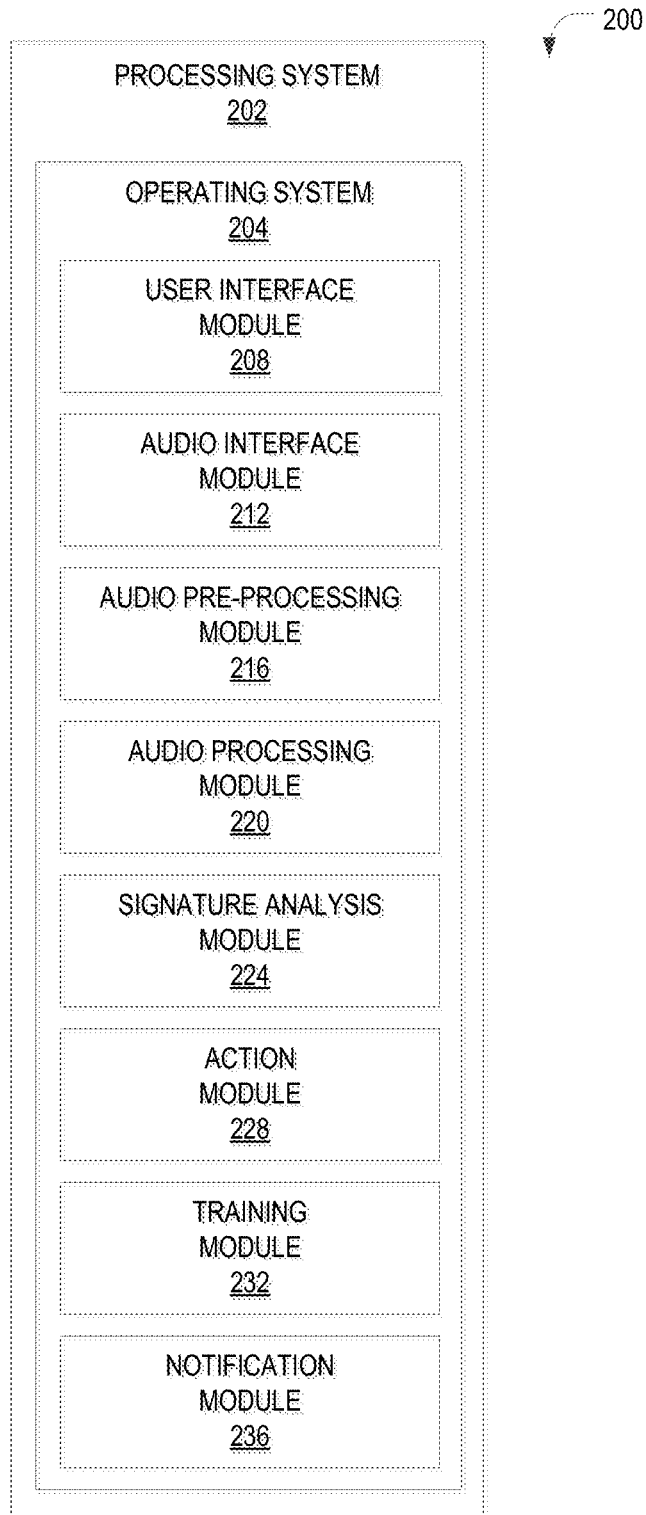 200
PROCESSING SYSTEM
202
OPERATING SYSTEM
204
USER INTERFACE
MODULE
208
AUDIO INTERFACE
MODULE
212
AUDIO PRE-PROCESSING
MODULE
216
AUDIO PROCESSING
MODULE
220
SIGNATURE ANALYSIS
MODULE
224
ACTION
MODULE
228
TRAINING
MODULE
232
NOTIFICATION
MODULE
236